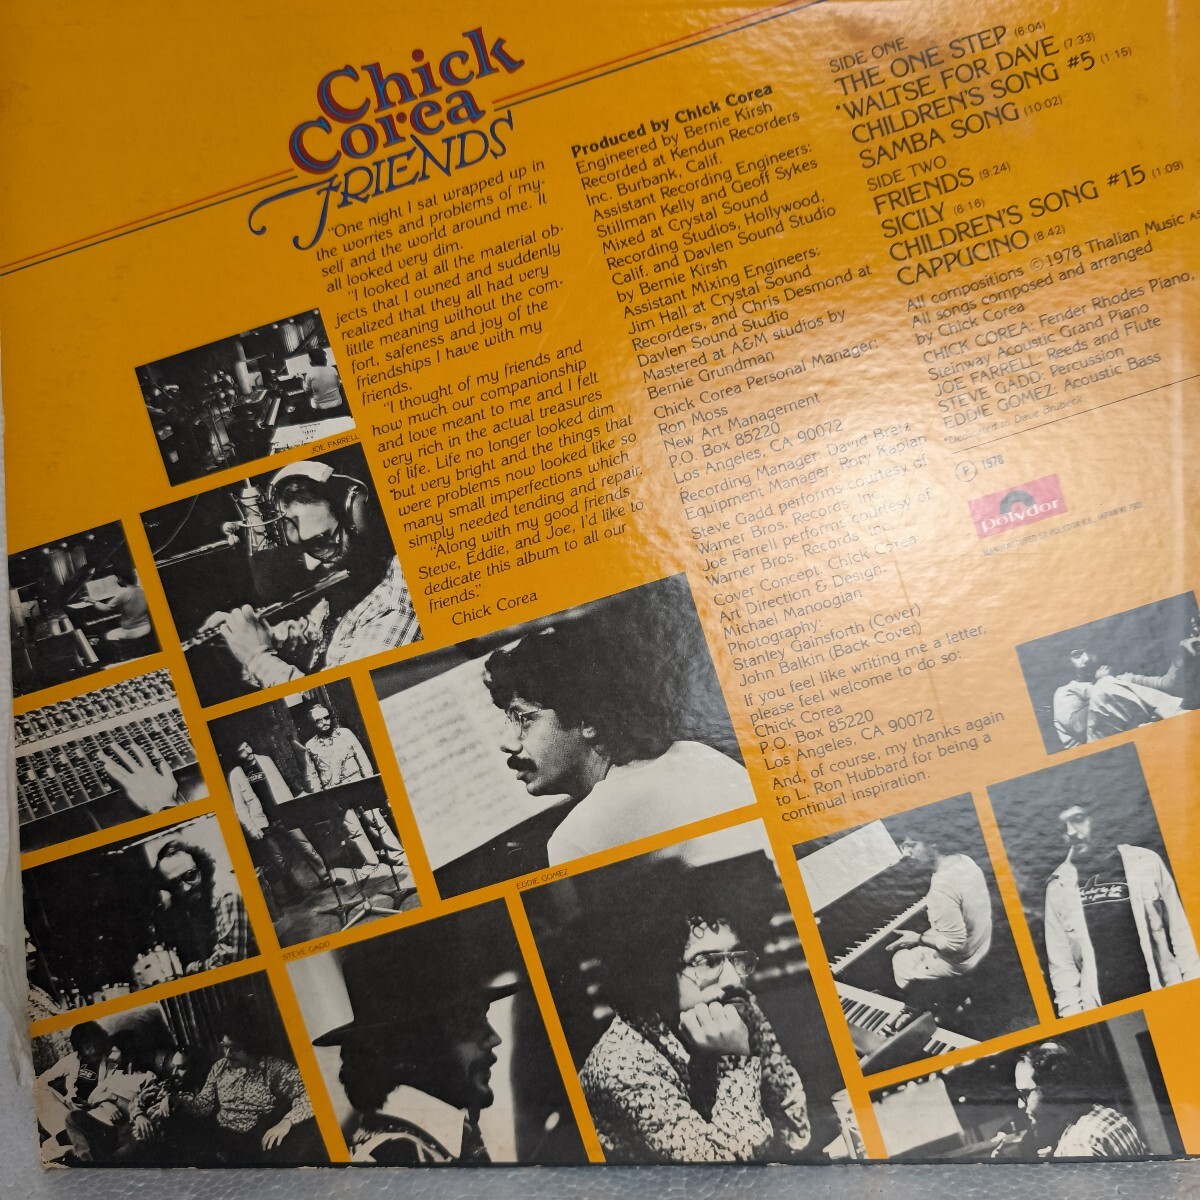 Chick
Corea
FRIENDS
"One night I sat wrapped up in
the worries and problems of my-
self and the world around me. It
all looked very dim.
"I looked at all the material ob-
jects that I owned and suddenly
realized that they all had very
little meaning without the com-
fort, safeness and joy of the
friendships I have with my
friends.
"I thought of my friends and
how much our companionship
and love meant to me and I felt
very rich in the actual treasures
of life. Life no longer looked dim
but very bright and the things that
were problems now looked like so
many small imperfections which
simply needed tending and repair.
"Along with my good friends
Steve, Eddie, and Joe, I'd like to
dedicate this album to all our
friends."
Chick Corea
Produced by Chick Corea
Engineered by Bernie Kirsh
Recorded at Kendun Recorders
Inc. Burbank, Calif.
Assistant Recording Engineers:
Stillman Kelly and Geoff Sykes
Mixed at Crystal Sound
Recording Studios, Hollywood,
Calif. and Davlen Sound Studio
by Bernie Kirsh
Assistant Mixing Engineers:
Jim Hall at Crystal Sound
Recorders, and Chris Desmond at
Davlen Sound Studio
Mastered at A&M studios by
Bernie Grundman
Chick Corea Personal Manager:
Ron Moss
New Art Management
P.O. Box 85220
Los Angeles, CA 90072
Recording Manager: David Bretz
Equipment Manager: Rory Kaplan
Steve Gadd performs courtesy of
Warner Bros. Records Inc.
Joe Farrell performs courtesy of
Warner Bros. Records Inc.
Cover Concept: Chick Corea
Art Direction & Design:
Michael Manoogian
Photography:
Stanley Gainsforth (Cover)
John Balkin (Back Cover)
If you feel like writing me a letter,
please feel welcome to do so:
Chick Corea
P.O. Box 85220
Los Angeles, CA 90072
And, of course, my thanks again
to L. Ron Hubbard for being a
continual inspiration.
SIDE ONE
THE ONE STEP (6:04)
*WALTSE FOR DAVE (7:33)
CHILDREN'S SONG #5 (1:15)
SAMBA SONG (10:02)
SIDE TWO
FRIENDS (9:24)
SICILY (6:16)
CHILDREN'S SONG #15 (1:09)
CAPPUCINO (8:42)
All compositions ©1978 Thalian Music
All songs composed and arranged
by Chick Corea
CHICK COREA: Fender Rhodes Piano,
Steinway Acoustic Grand Piano
JOE FARRELL: Reeds and Flute
STEVE GADD: Percussion
EDDIE GOMEZ: Acoustic Bass
*Dedicated to Dave Brubeck
Ⓟ 1978
Polydor
MANUFACTURED BY POLYDOR K.K., JAPAN
JOE FARRELL
EDDIE GOMEZ
STEVE GADD